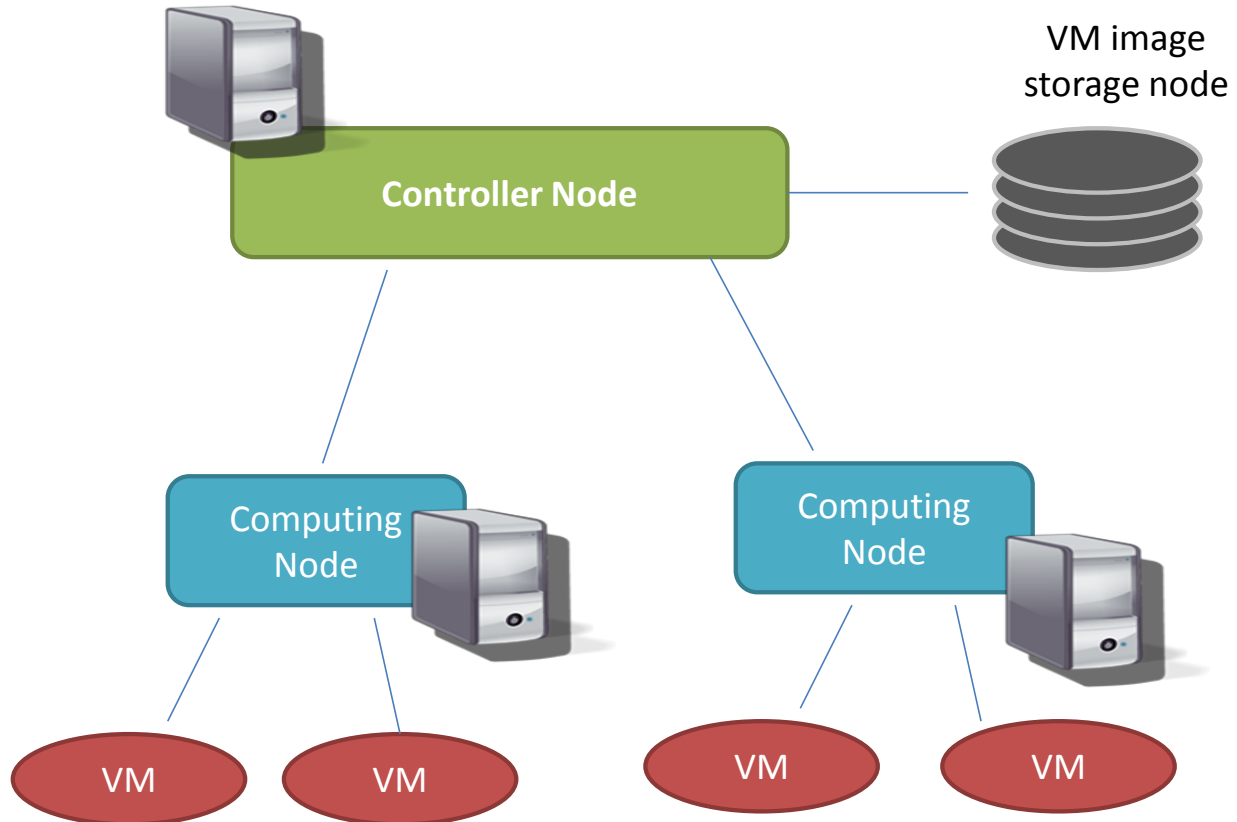 VM image
storage node
Controller Node
Computing
Node
Computing
Node
VM
VM
VM
VM